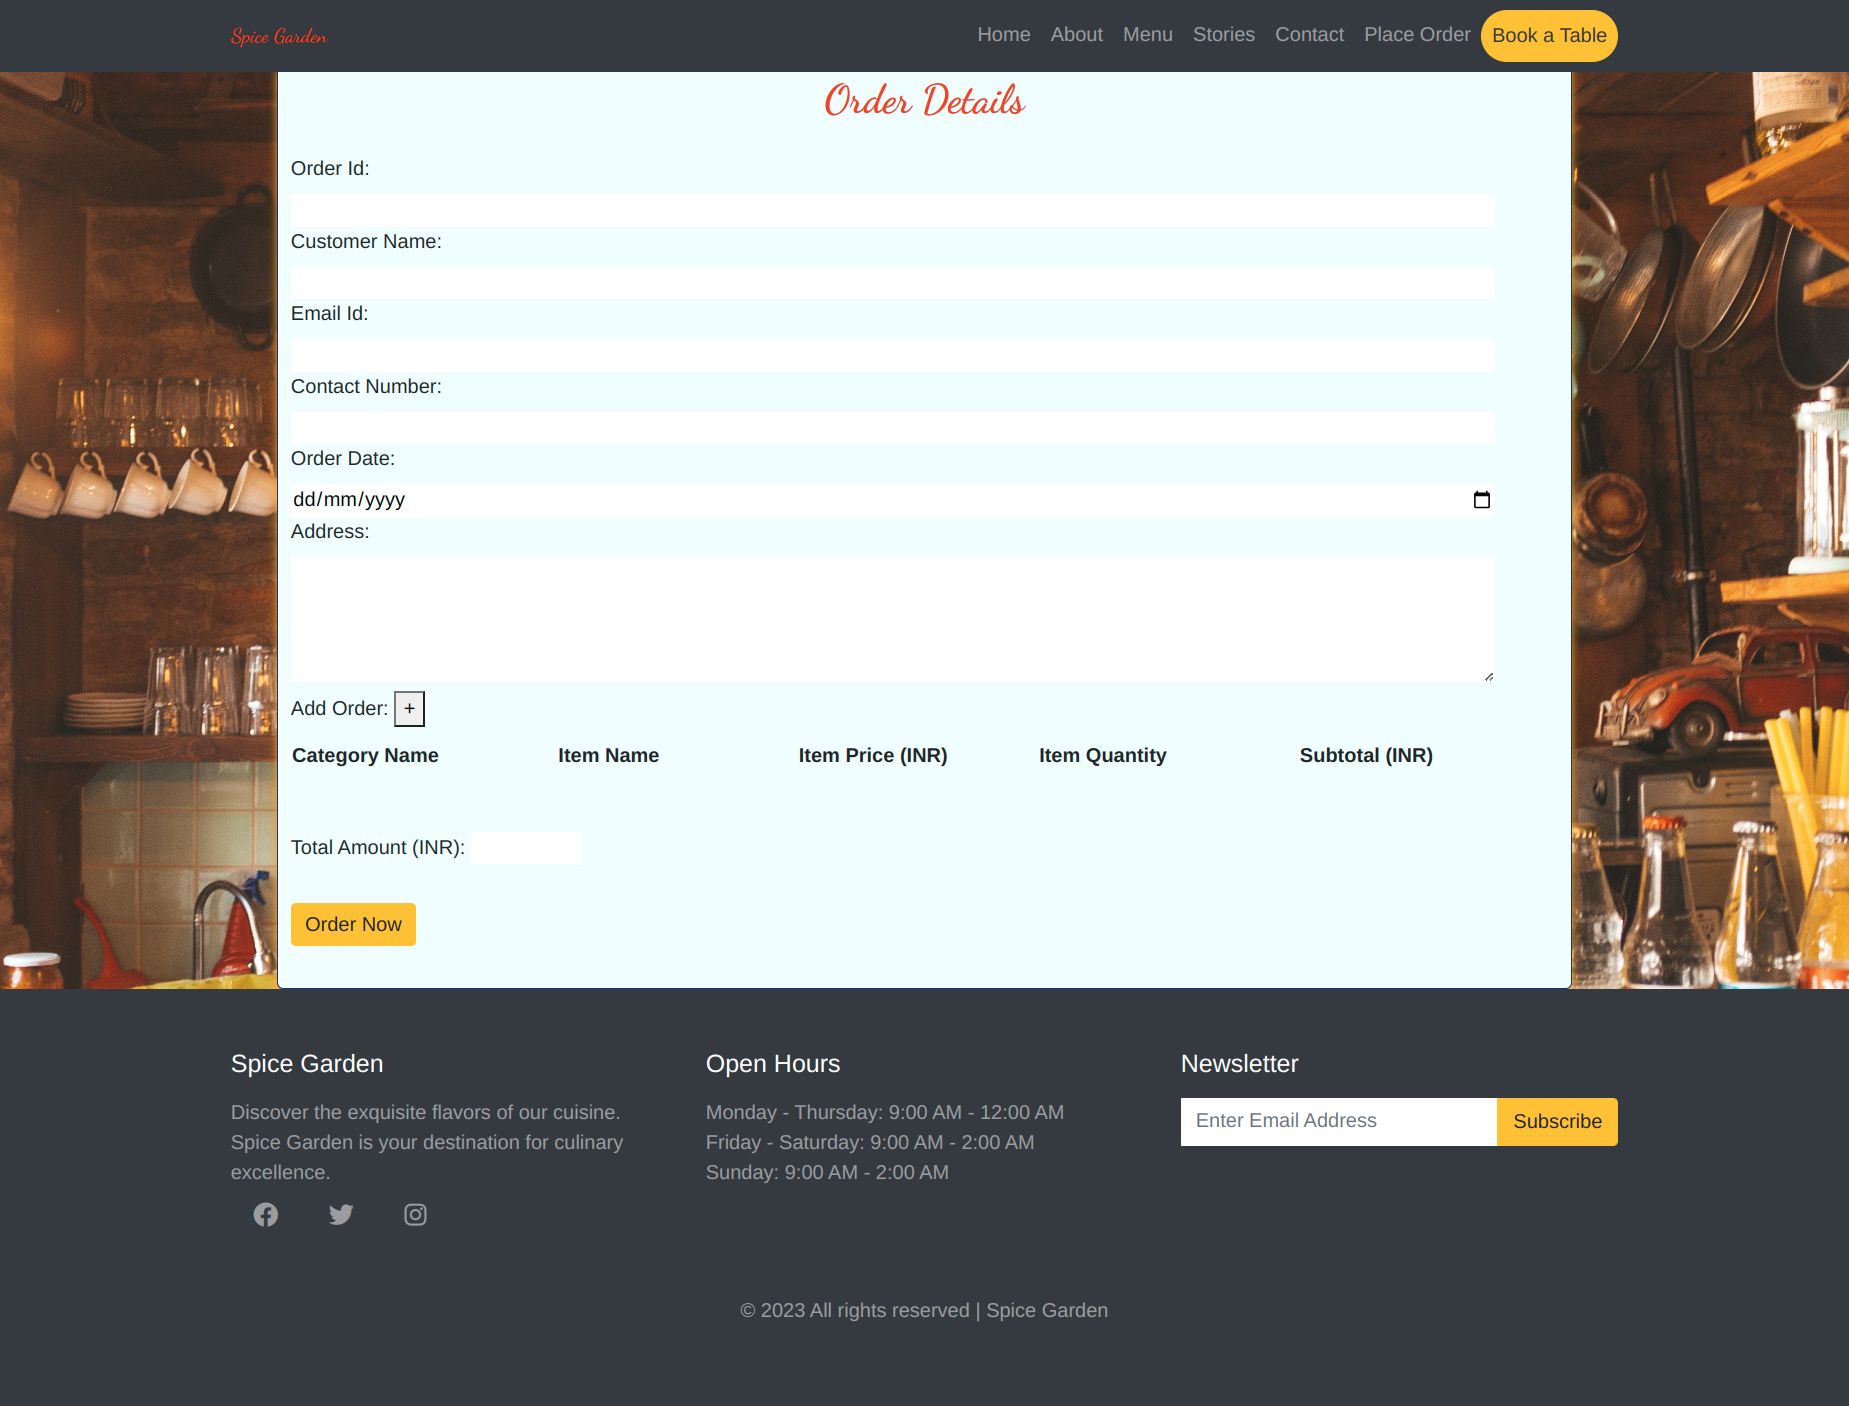 Spice Garden
Home About Menu Stories Contact Place Order Book a Table
Order Details
Order Id:
Customer Name:
Email Id:
Contact Number:
Order Date:
dd/mm/yyyy
Address:
Add Order: +
Category Name Item Name Item Price (INR) Item Quantity Subtotal (INR)
Total Amount (INR):
Order Now
Spice Garden
Discover the exquisite flavors of our cuisine.
Spice Garden is your destination for culinary
excellence.
Open Hours
Monday - Thursday: 9:00 AM - 12:00 AM
Friday - Saturday: 9:00 AM - 2:00 AM
Sunday: 9:00 AM - 2:00 AM
Newsletter
Enter Email Address Subscribe
© 2023 All rights reserved | Spice Garden